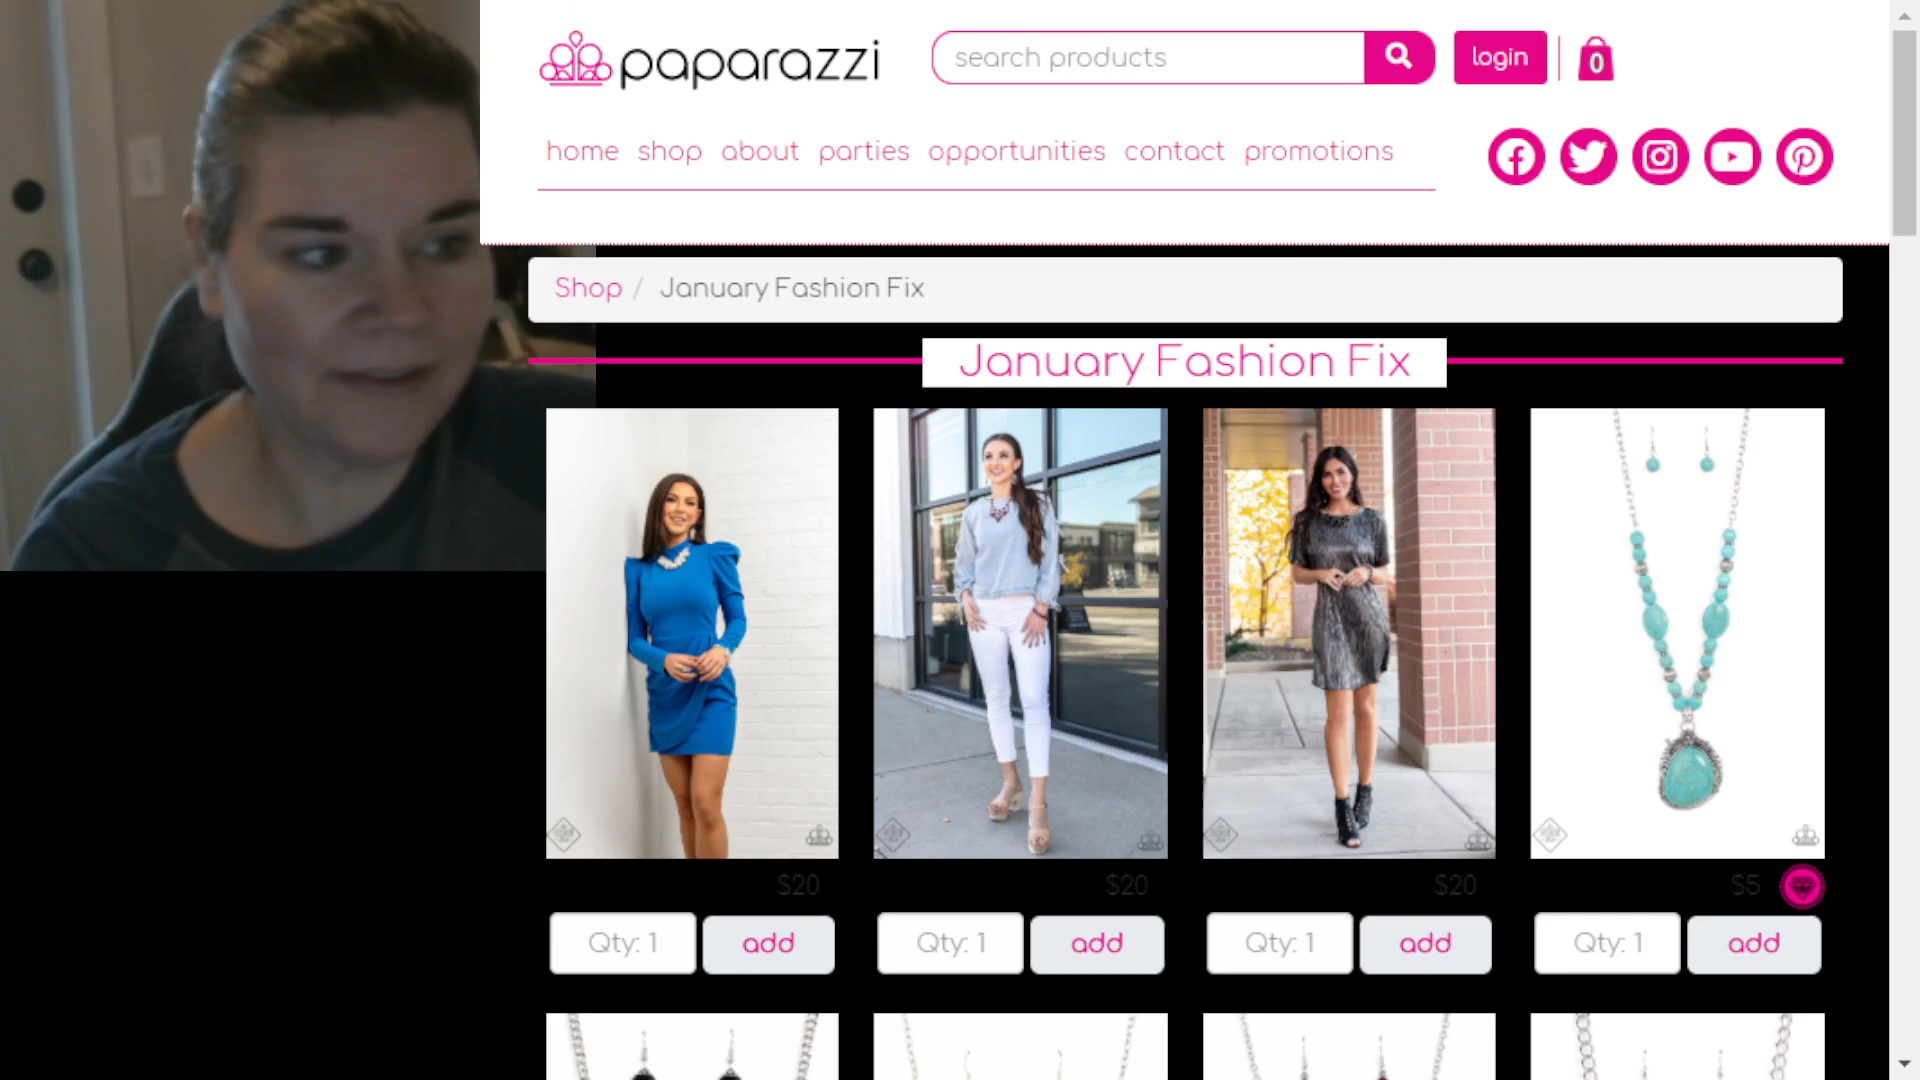 paparazzi
search products
login
0
home shop about parties opportunities contact promotions
Shop / January Fashion Fix
January Fashion Fix
$20 $20 $20 $5
Qty: 1 add Qty: 1 add Qty: 1 add Qty: 1 add